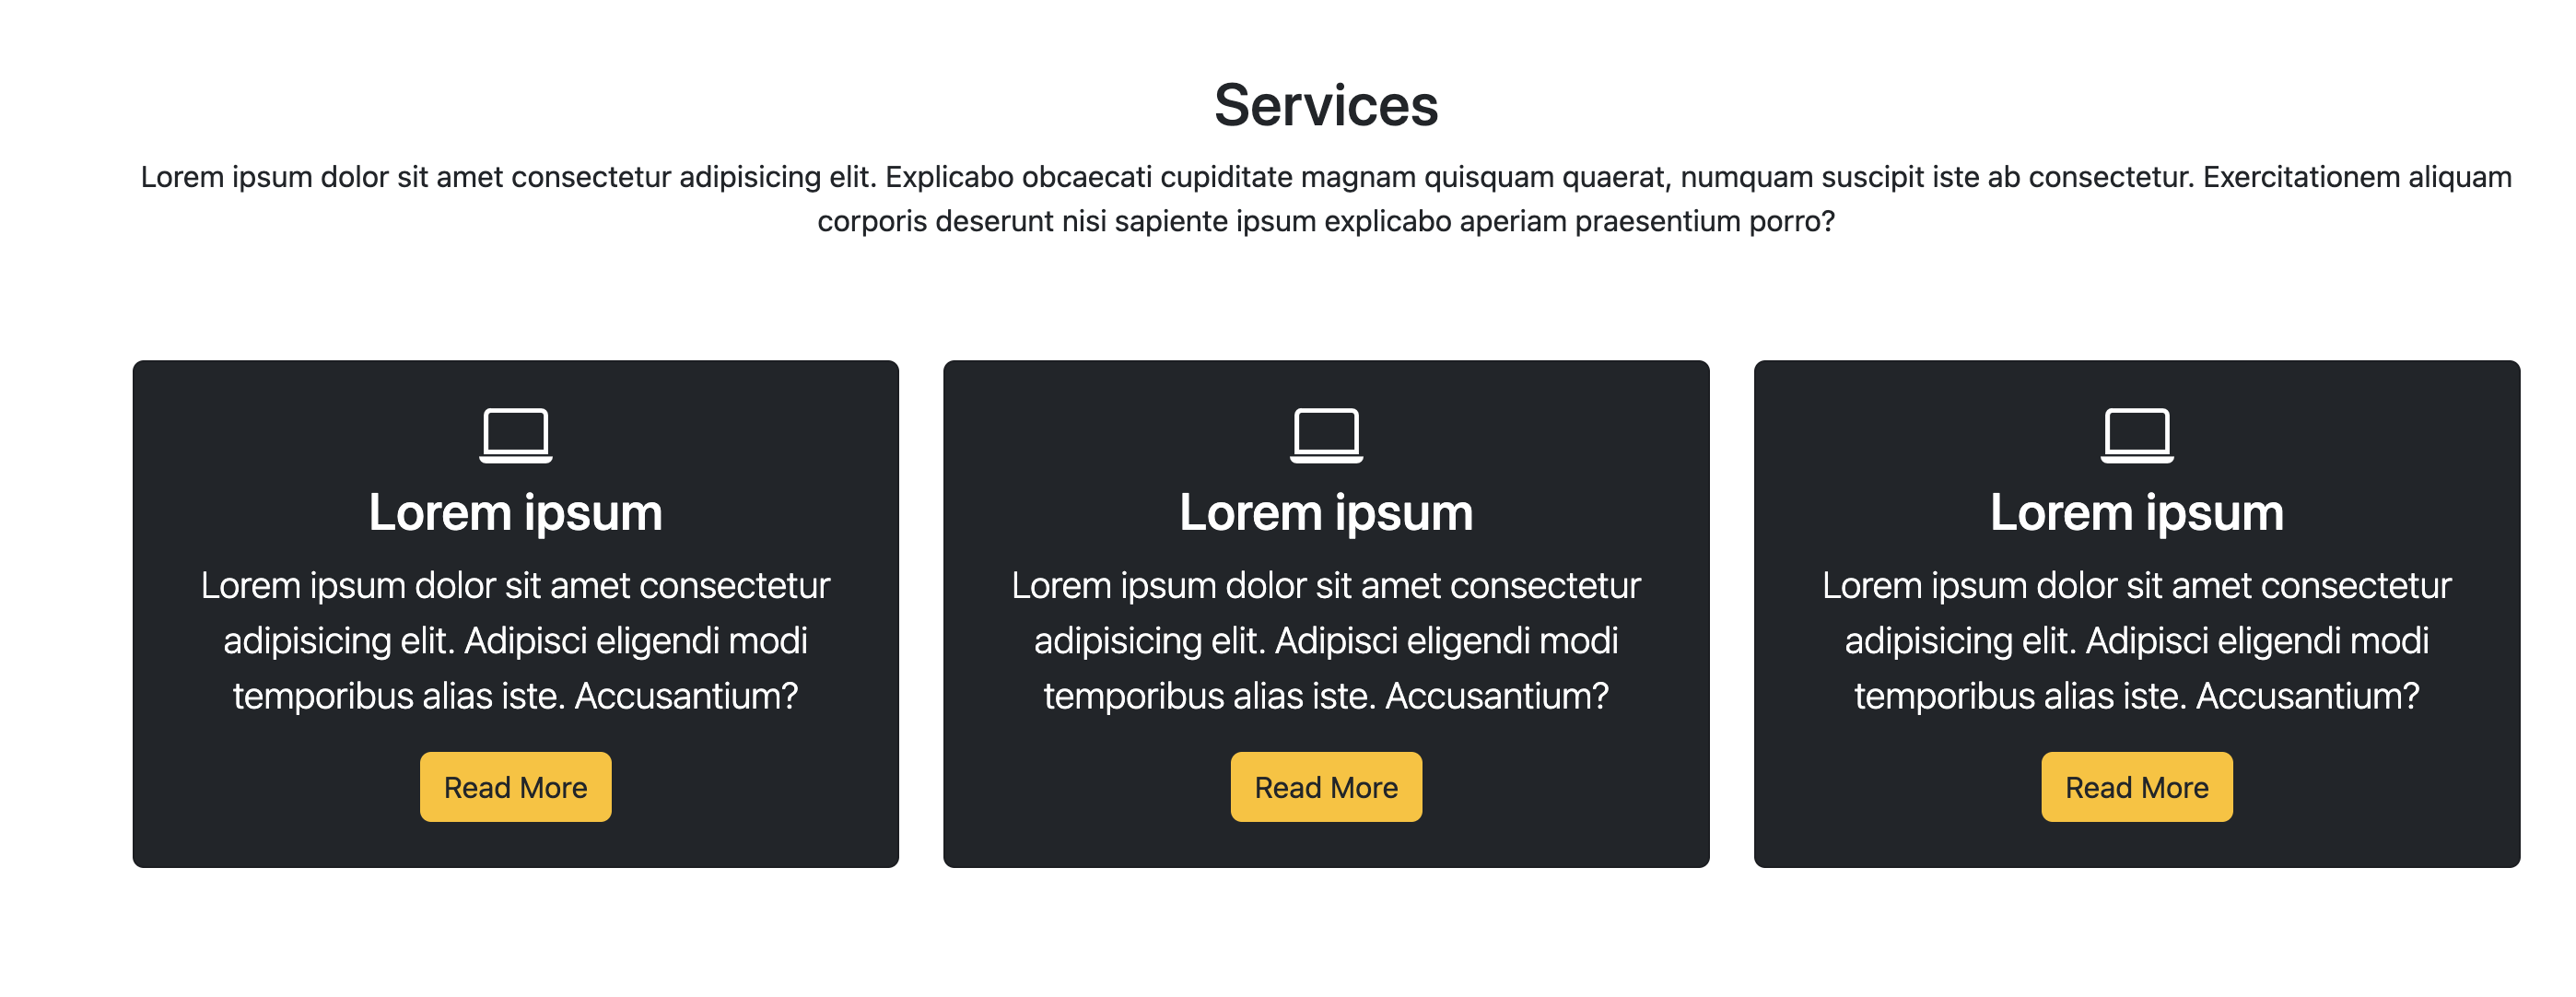 Services
Lorem ipsum dolor sit amet consectetur adipisicing elit. Explicabo obcaecati cupiditate magnam quisquam quaerat, numquam suscipit iste ab consectetur. Exercitationem aliquam
corporis deserunt nisi sapiente ipsum explicabo aperiam praesentium porro?
Lorem ipsum
Lorem ipsum dolor sit amet consectetur
adipisicing elit. Adipisci eligendi modi
temporibus alias iste. Accusantium?
Read More
Lorem ipsum
Lorem ipsum dolor sit amet consectetur
adipisicing elit. Adipisci eligendi modi
temporibus alias iste. Accusantium?
Read More
Lorem ipsum
Lorem ipsum dolor sit amet consectetur
adipisicing elit. Adipisci eligendi modi
temporibus alias iste. Accusantium?
Read More